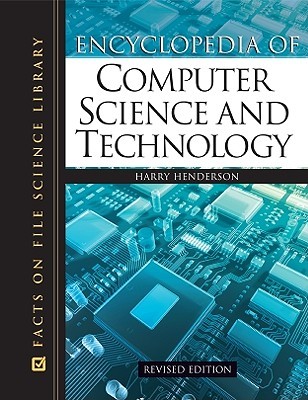 ENCYCLOPEDIA OF
COMPUTER
SCIENCE AND
TECHNOLOGY
HARRY HENDERSON
REVISED EDITION
FACTS ON FILE SCIENCE LIBRARY